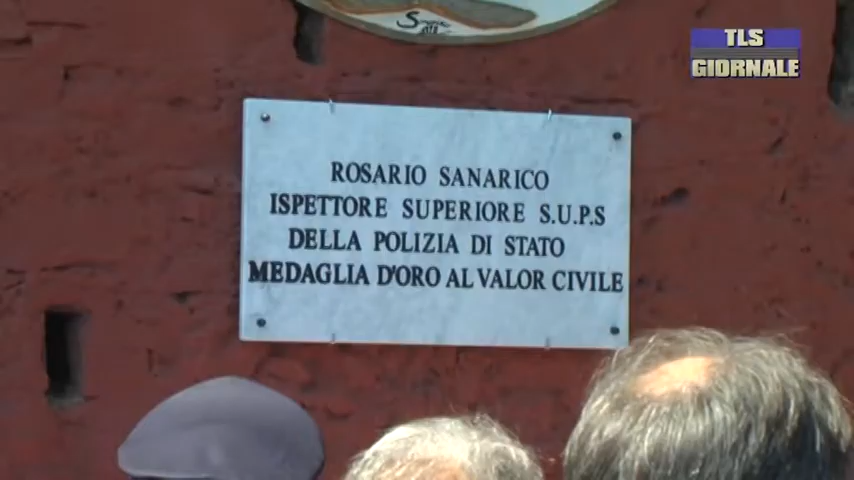 TLS
GIORNALE
ROSARIO SANARICO
ISPETTORE SUPERIORE S.U.P.S
DELLA POLIZIA DI STATO
MEDAGLIA D'ORO AL VALOR CIVILE